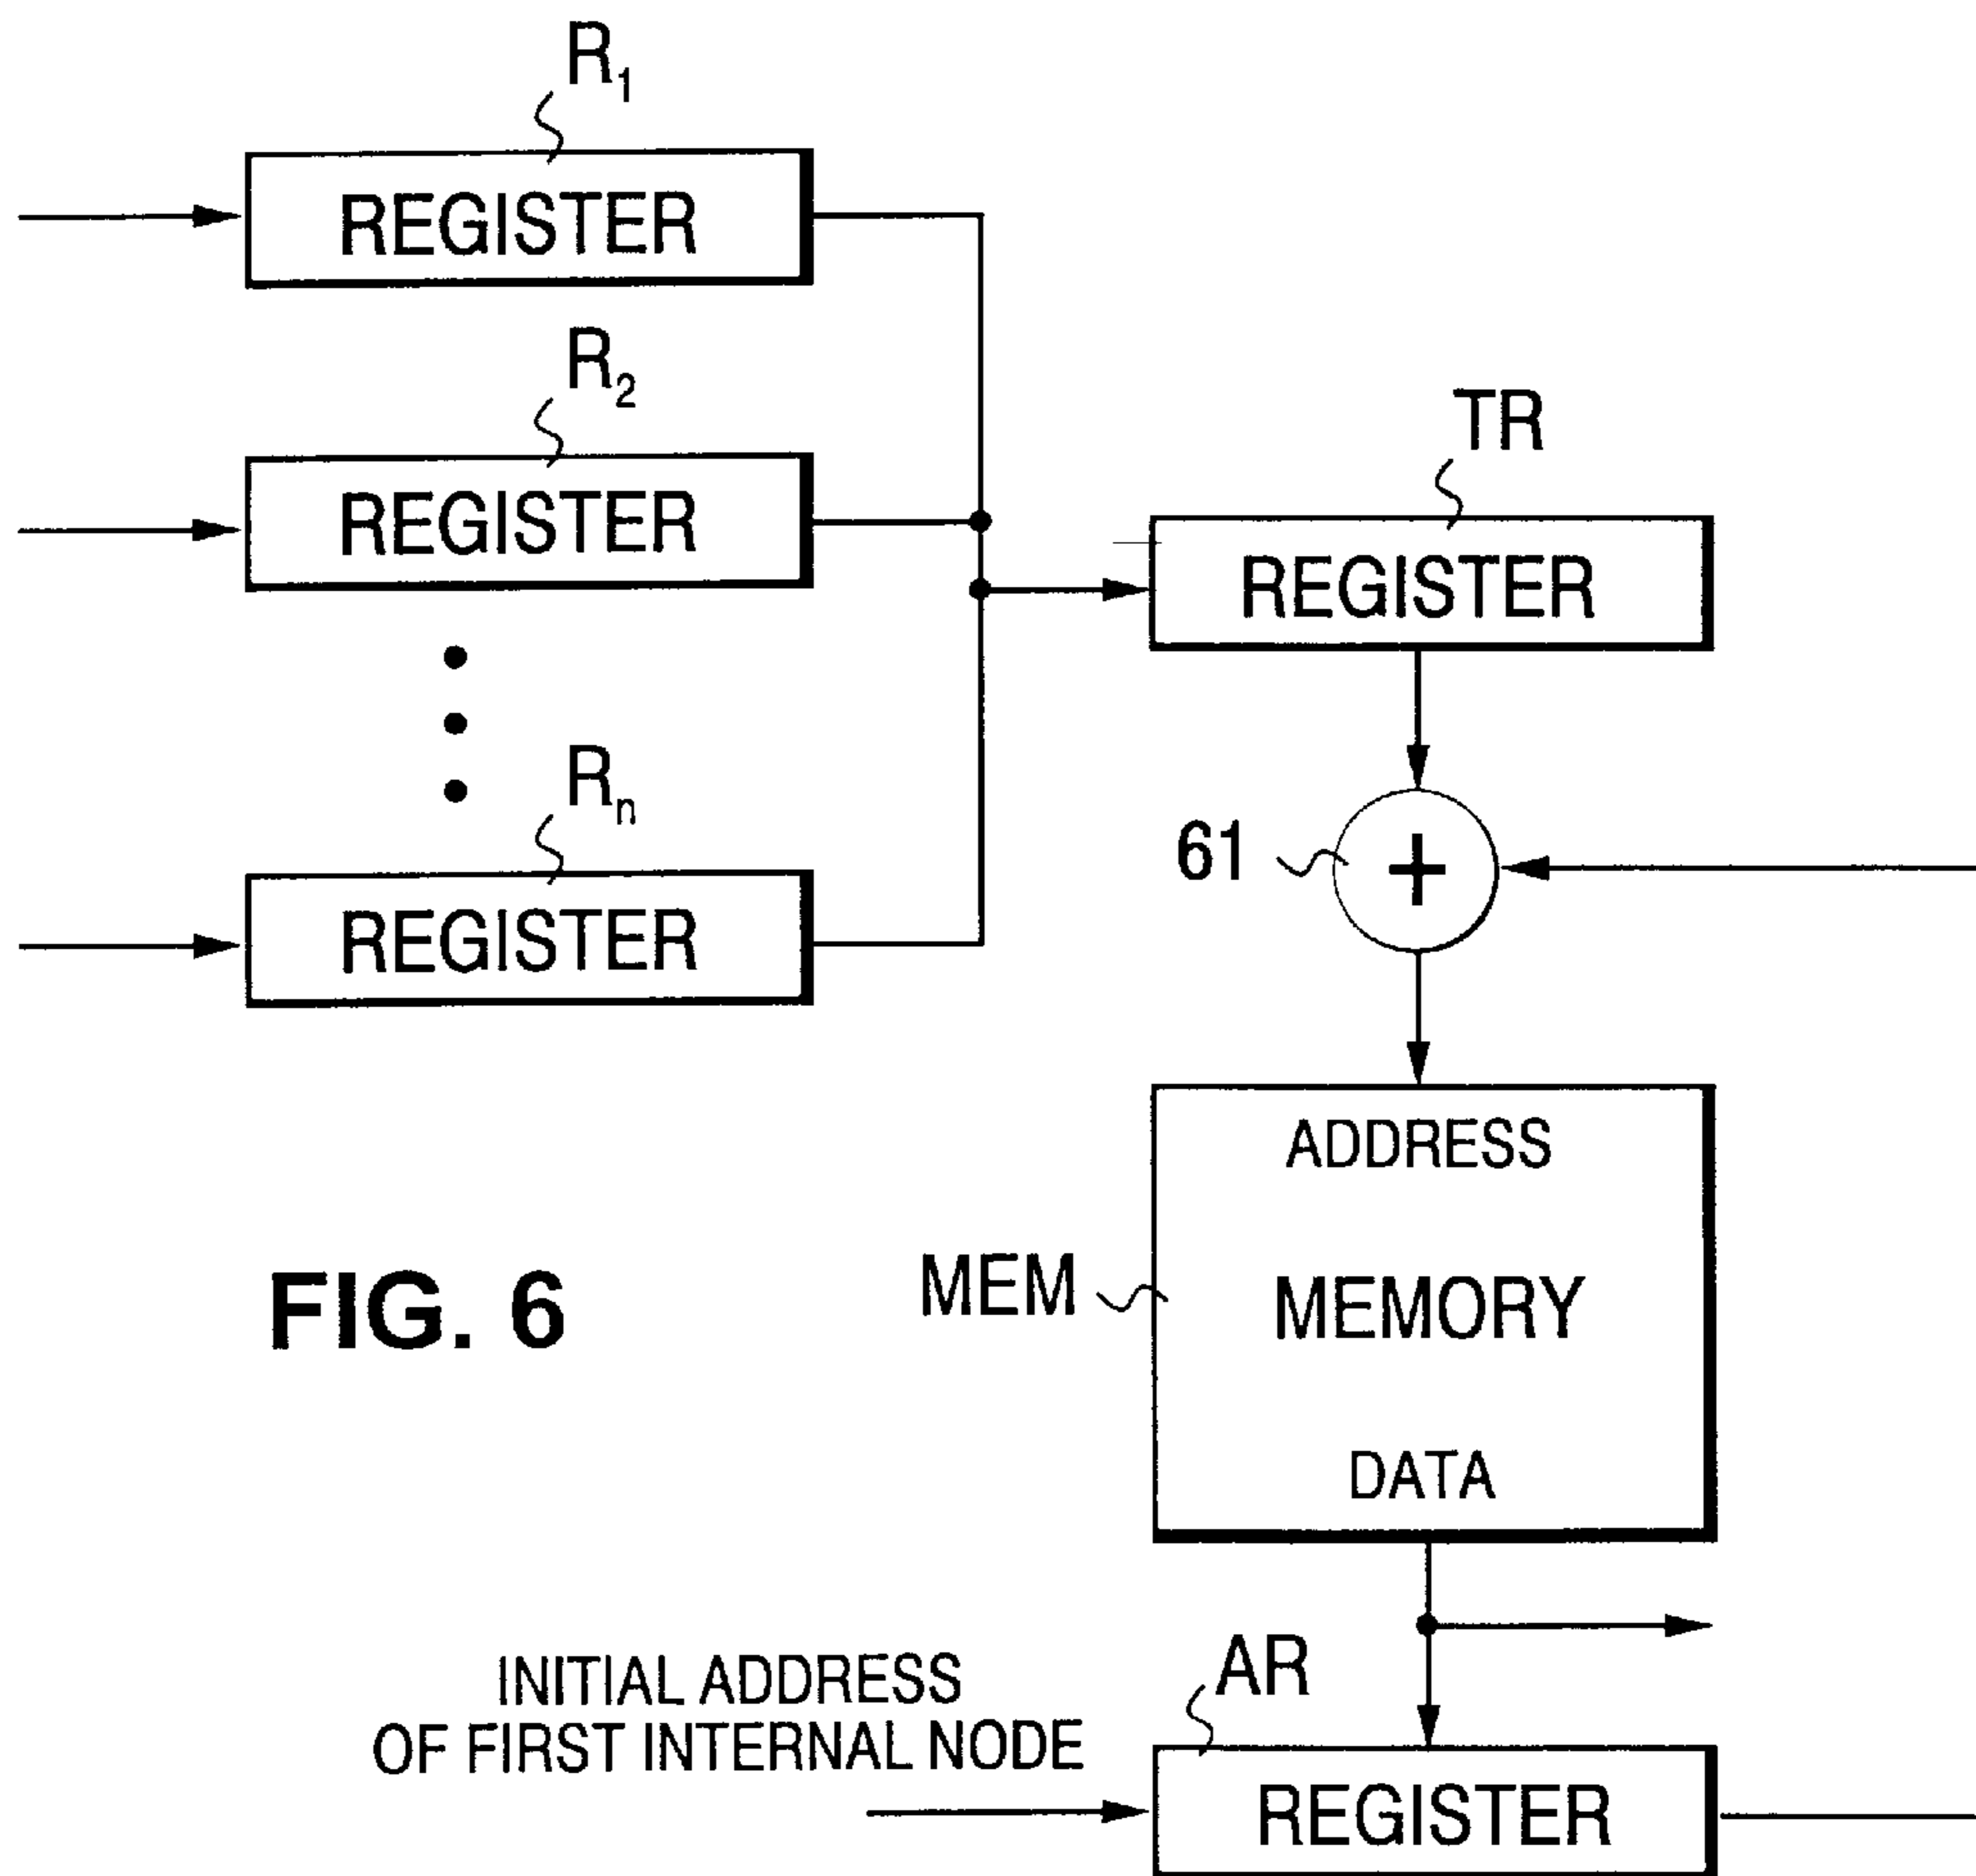 R1
REGISTER
R2
REGISTER
TR
REGISTER
Rn
REGISTER
61
+
ADDRESS
MEM
MEMORY
DATA
FIG. 6
INITIAL ADDRESS
OF FIRST INTERNAL NODE
AR
REGISTER